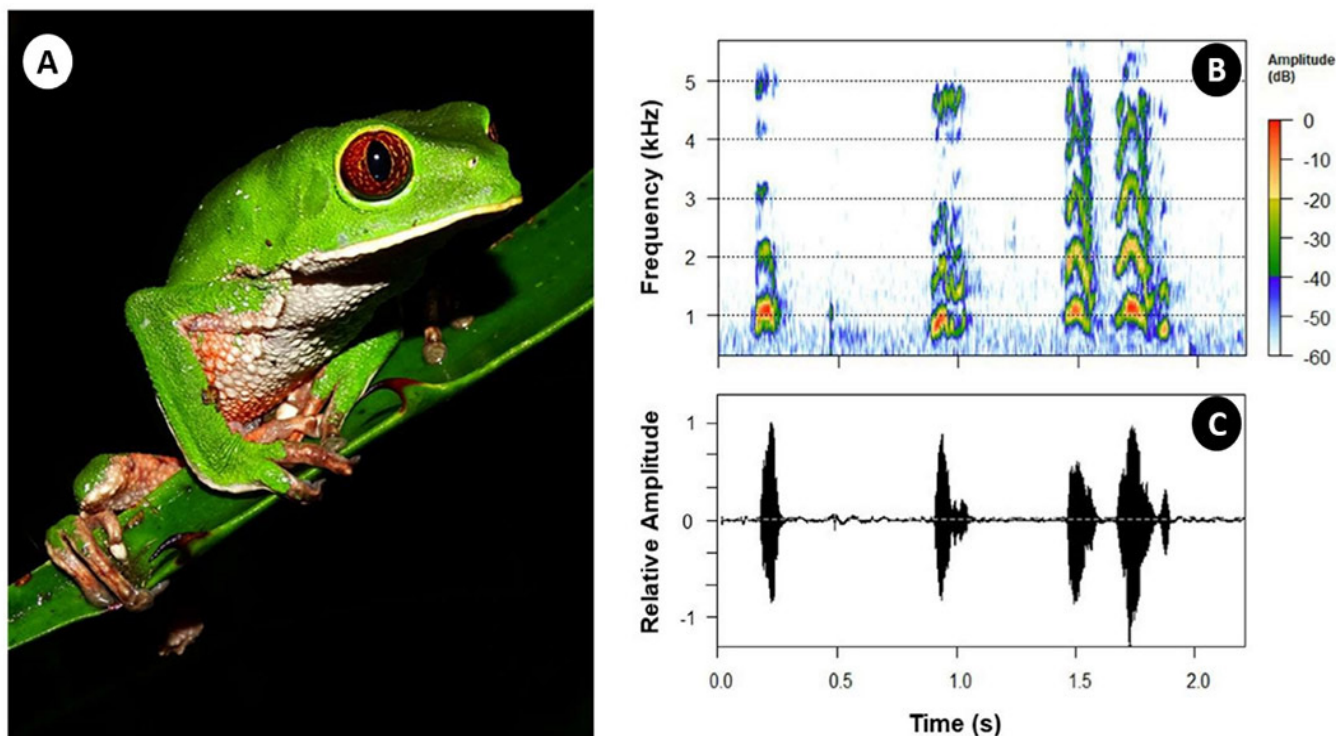 A
B
Amplitude
(dB)
5
4
3
2
1
Frequency (kHz)
0
-10
-20
-30
-40
-50
-60
C
1
0
-1
Relative Amplitude
0.0 0.5 1.0 1.5 2.0
Time (s)